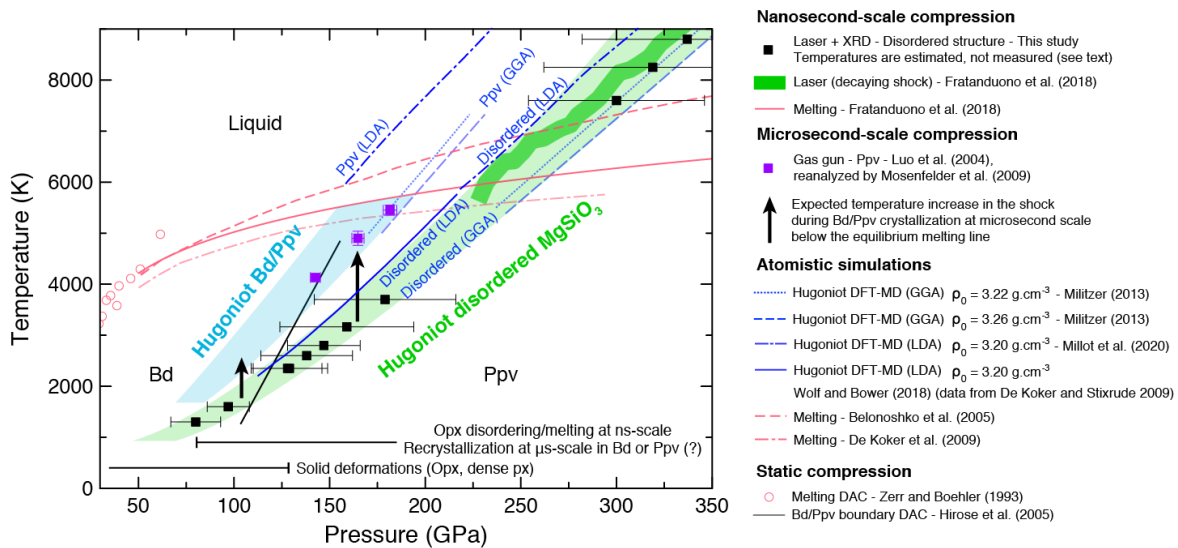 8000
6000
4000
2000
0
Temperature (K)
50
100
150
200
250
300
350
Pressure (GPa)
Liquid
Bd
Ppv
Ppv (LDA)
Ppv (GGA)
Disordered (LDA)
Disordered (LDA)
Disordered (GGA)
Hugoniot Bd/Ppv
Hugoniot disordered MgSiO3
Opx disordering/melting at ns-scale
Recrystallization at μs-scale in Bd or Ppv (?)
Solid deformations (Opx, dense px)
Nanosecond-scale compression
Laser + XRD - Disordered structure - This study
Temperatures are estimated, not measured (see text)
Laser (decaying shock) - Fratanduono et al. (2018)
Melting - Fratanduono et al. (2018)
Microsecond-scale compression
Gas gun - Ppv - Luo et al. (2004),
reanalyzed by Mosenfelder et al. (2009)
Expected temperature increase in the shock
during Bd/Ppv crystallization at microsecond scale
below the equilibrium melting line
Atomistic simulations
Hugoniot DFT-MD (GGA) ρ0 = 3.22 g.cm-3 - Militzer (2013)
Hugoniot DFT-MD (GGA) ρ0 = 3.26 g.cm-3 - Militzer (2013)
Hugoniot DFT-MD (LDA) ρ0 = 3.20 g.cm-3 - Millot et al. (2020)
Hugoniot DFT-MD (LDA) ρ0 = 3.20 g.cm-3
Wolf and Bower (2018) (data from De Koker and Stixrude 2009)
Melting - Belonoshko et al. (2005)
Melting - De Koker et al. (2009)
Static compression
Melting DAC - Zerr and Boehler (1993)
Bd/Ppv boundary DAC - Hirose et al. (2005)